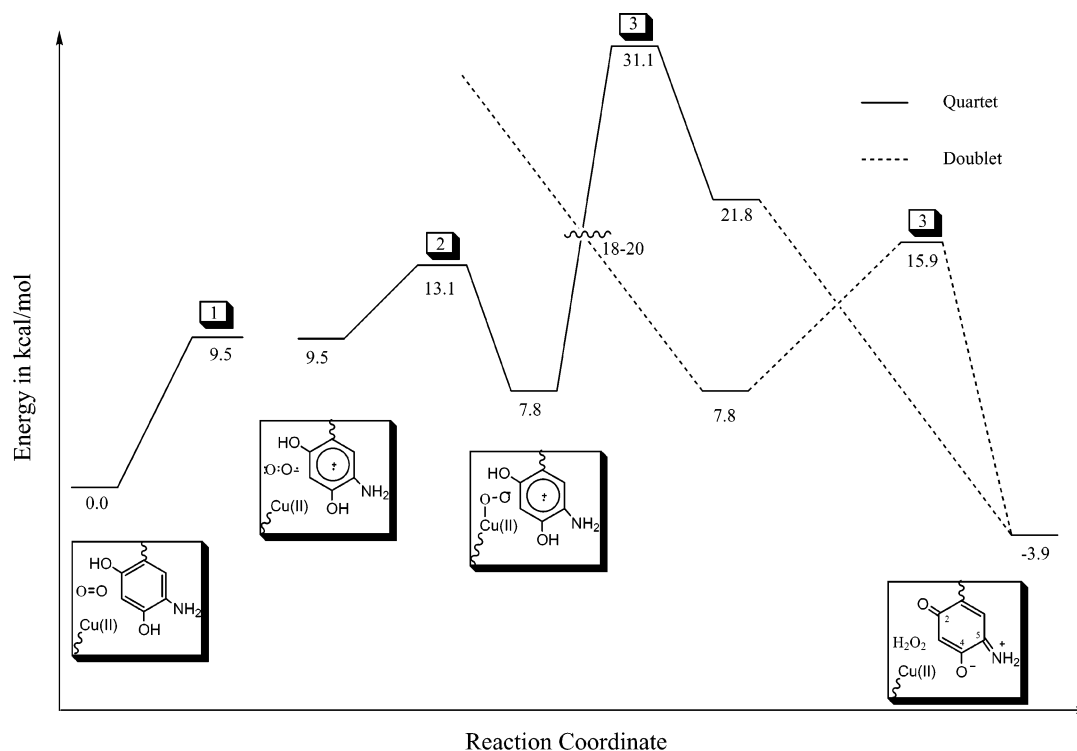 3
31.1
Quartet
Doublet
2
13.1
18-20
21.8
3
15.9
1
9.5
9.5
7.8
7.8
0.0
-3.9
Energy in kcal/mol
O=O
HO
NH2
OH
Cu(II)
HO
O
O
NH2
OH
Cu(II)
HO
O-O
NH2
OH
Cu(II)
O
2
4
5
+
NH2
O−
H2O2
Cu(II)
Reaction Coordinate